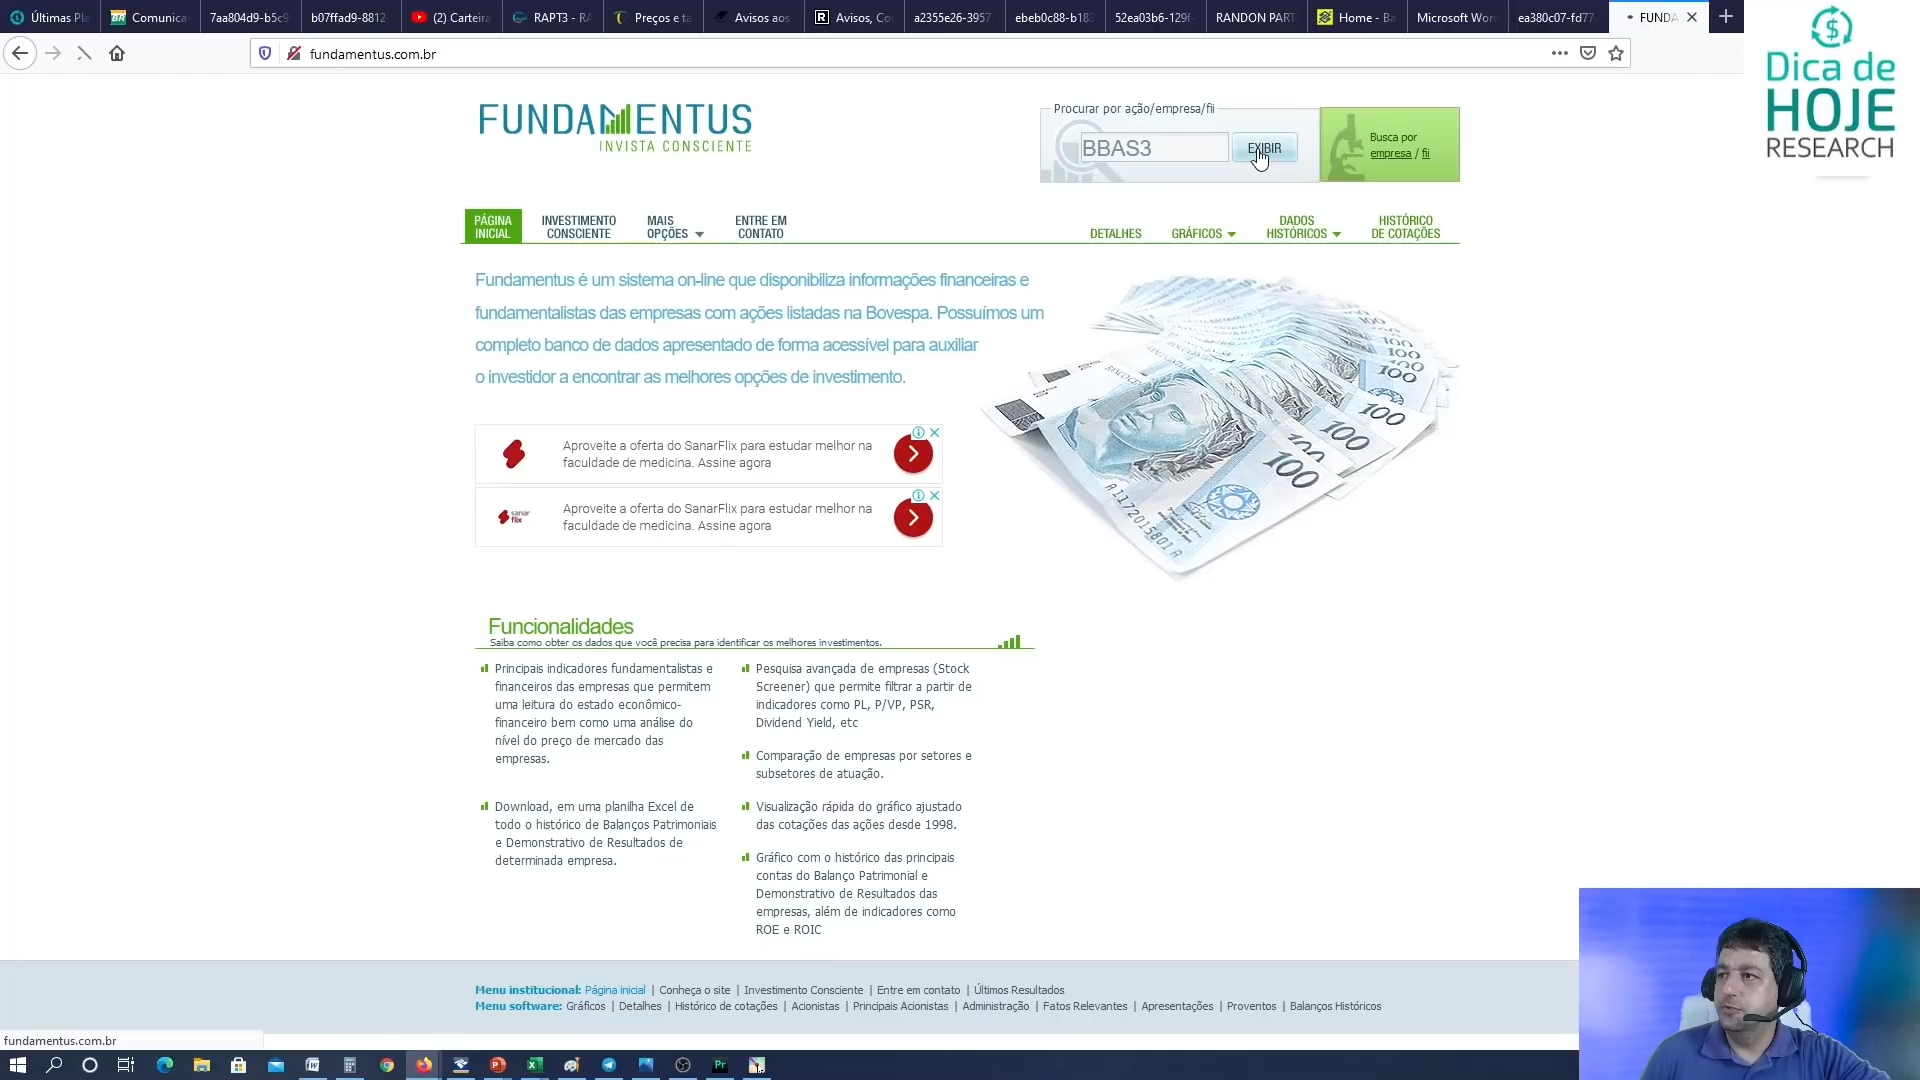 Últimas Pla
Comunica
7aa804d9-b5c9
b07ffad9-8812-
(2) Carteira
RAPT3 - RA
Preços e ta
Avisos aos
Avisos, Co
a2355e26-3957-
ebeb0c88-b183
52ea03b6-129f-
RANDON PART
Home - Ba
Microsoft Word
ea380c07-fd77-
FUNDA
fundamentus.com.br
Dica de
HOJE
RESEARCH
FUNDAMENTUS
INVISTA CONSCIENTE
Procurar por ação/empresa/fii
BBAS3
EXIBIR
Busca por
empresa / fii
PÁGINA
INICIAL
INVESTIMENTO
CONSCIENTE
MAIS
OPÇÕES
ENTRE EM
CONTATO
DETALHES
GRÁFICOS
DADOS
HISTÓRICOS
HISTÓRICO
DE COTAÇÕES
Fundamentus é um sistema on-line que disponibiliza informações financeiras e
fundamentalistas das empresas com ações listadas na Bovespa. Possuímos um
completo banco de dados apresentado de forma acessível para auxiliar
o investidor a encontrar as melhores opções de investimento.
100
100
100
100
100
100
A1172015801A
Aproveite a oferta do SanarFlix para estudar melhor na
faculdade de medicina. Assine agora
sanar
flix
Aproveite a oferta do SanarFlix para estudar melhor na
faculdade de medicina. Assine agora
Funcionalidades
Saiba como obter os dados que você precisa para identificar os melhores investimentos.
Principais indicadores fundamentalistas e
financeiros das empresas que permitem
uma leitura do estado econômico-
financeiro bem como uma análise do
nível do preço de mercado das
empresas.
Download, em uma planilha Excel de
todo o histórico de Balanços Patrimoniais
e Demonstrativo de Resultados de
determinada empresa.
Pesquisa avançada de empresas (Stock
Screener) que permite filtrar a partir de
indicadores como PL, P/VP, PSR,
Dividend Yield, etc
Comparação de empresas por setores e
subsetores de atuação.
Visualização rápida do gráfico ajustado
das cotações das ações desde 1998.
Gráfico com o histórico das principais
contas do Balanço Patrimonial e
Demonstrativo de Resultados das
empresas, além de indicadores como
ROE e ROIC
Menu institucional: Página inicial | Conheça o site | Investimento Consciente | Entre em contato | Últimos Resultados
Menu software: Gráficos | Detalhes | Histórico de cotações | Acionistas | Principais Acionistas | Administração | Fatos Relevantes | Apresentações | Proventos | Balanços Históricos
fundamentus.com.br